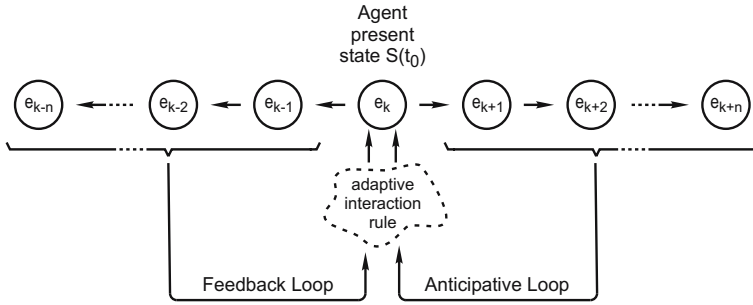 Agent
present
state S(t0)
ek-n ek-2 ek-1 ek ek+1 ek+2 ek+n
adaptive
interaction
rule
Feedback Loop Anticipative Loop